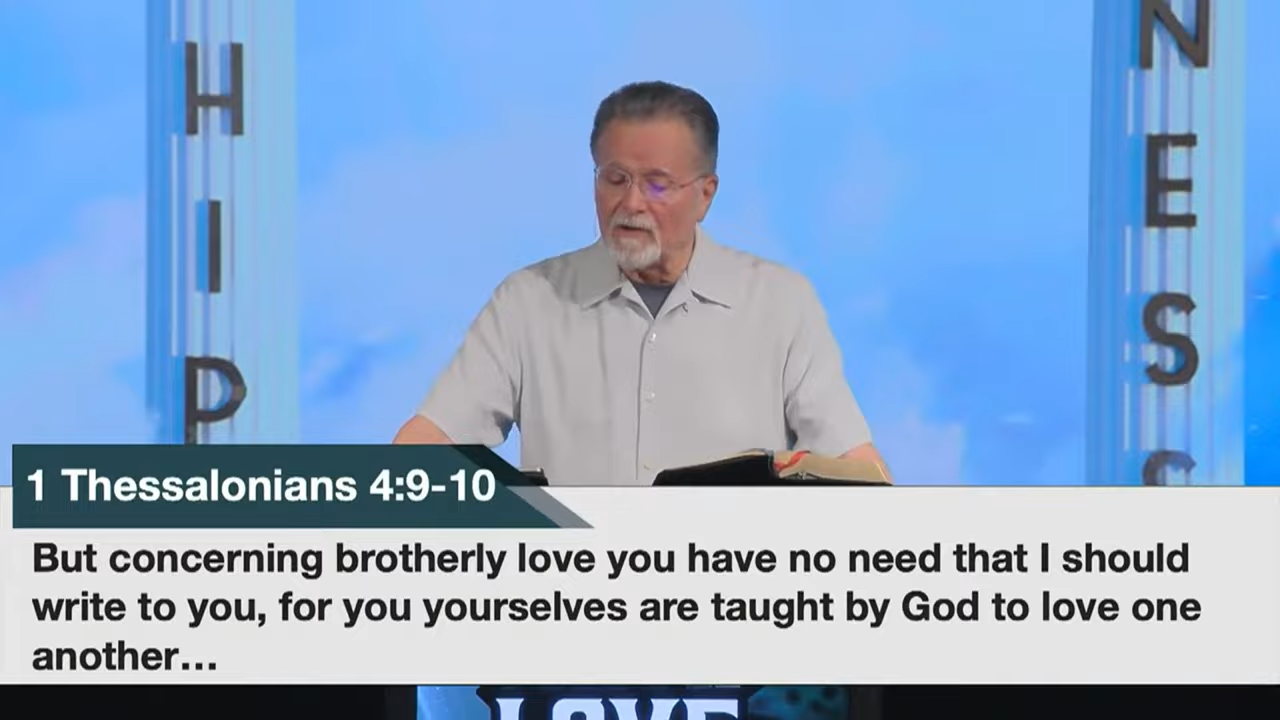 H
I
P
N
E
S
S
1 Thessalonians 4:9-10
But concerning brotherly love you have no need that I should
write to you, for you yourselves are taught by God to love one
another…
LOVE